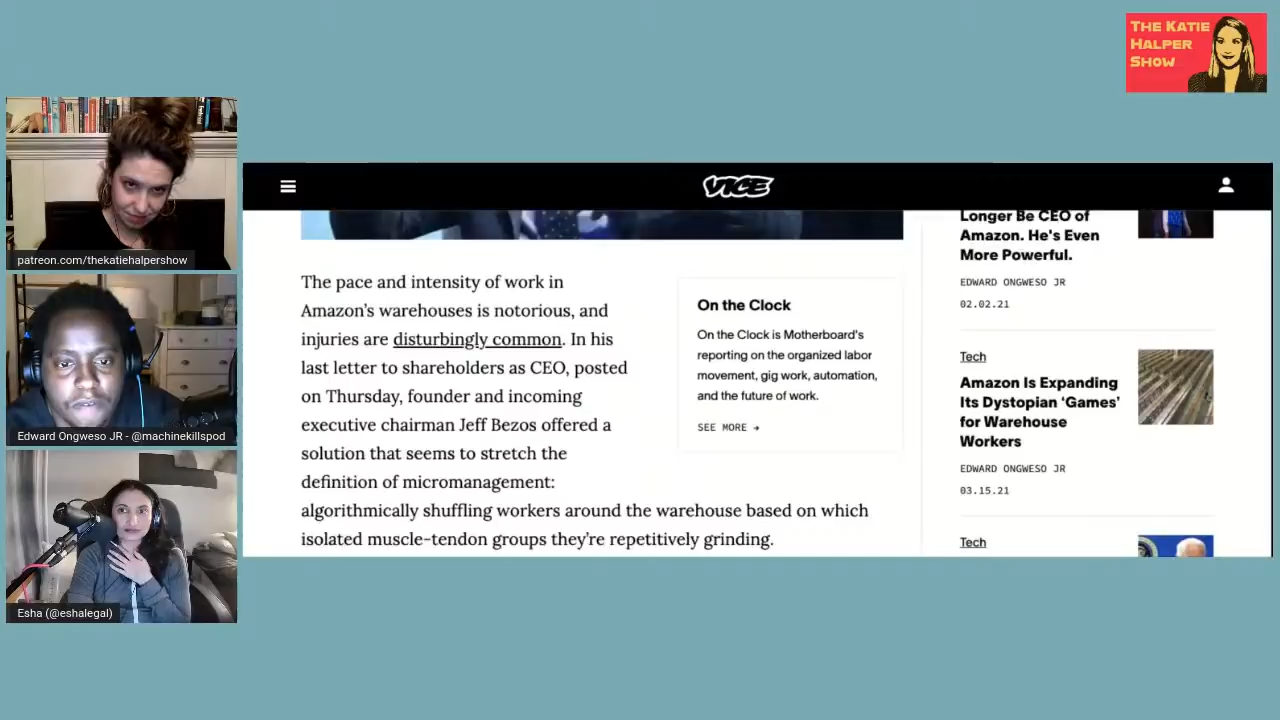 THE KATIE
HALPER
SHOW
patreon.com/thekatiehalpershow
Edward Ongweso JR - @machinekillspod
Esha (@eshalegal)
VICE
The pace and intensity of work in
Amazon’s warehouses is notorious, and
injuries are disturbingly common. In his
last letter to shareholders as CEO, posted
on Thursday, founder and incoming
executive chairman Jeff Bezos offered a
solution that seems to stretch the
definition of micromanagement:
algorithmically shuffling workers around the warehouse based on which
isolated muscle-tendon groups they’re repetitively grinding.
On the Clock
On the Clock is Motherboard’s
reporting on the organized labor
movement, gig work, automation,
and the future of work.
SEE MORE →
Longer Be CEO of
Amazon. He's Even
More Powerful.
EDWARD ONGWESO JR
02.02.21
Tech
Amazon Is Expanding
Its Dystopian ‘Games’
for Warehouse
Workers
EDWARD ONGWESO JR
03.15.21
Tech